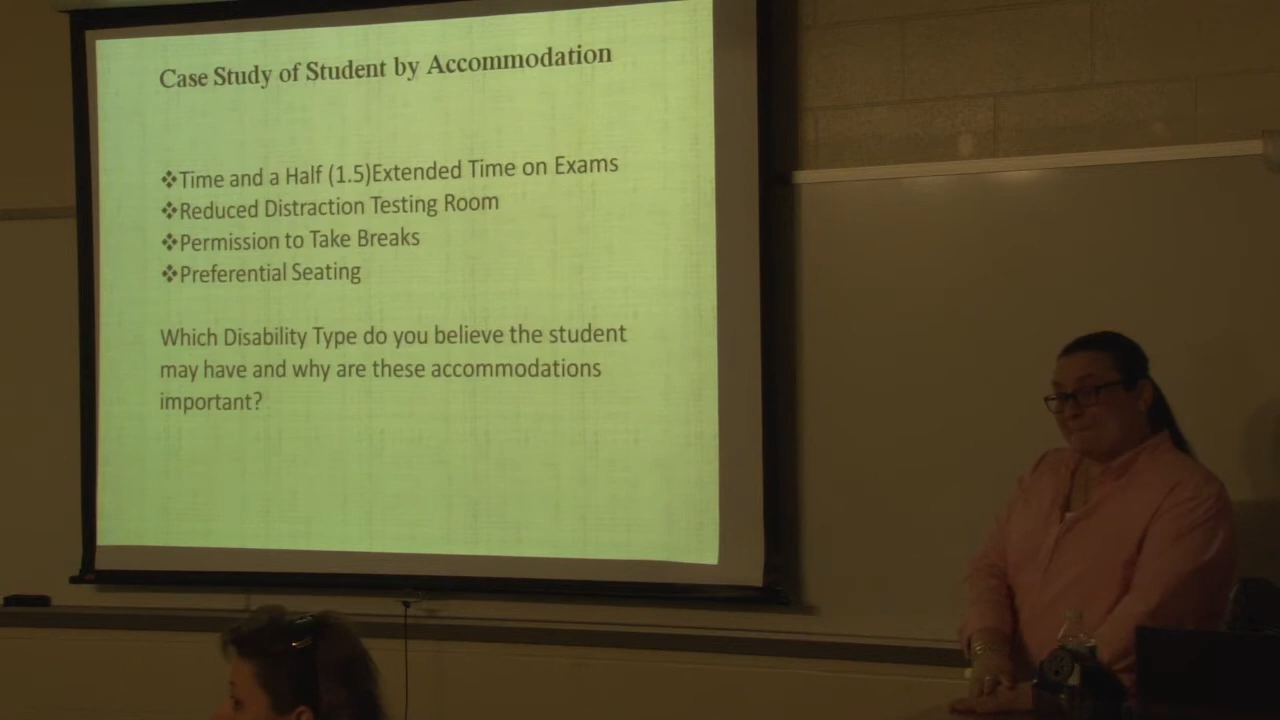 Case Study of Student by Accommodation
❖Time and a Half (1.5)Extended Time on Exams
❖Reduced Distraction Testing Room
❖Permission to Take Breaks
❖Preferential Seating
Which Disability Type do you believe the student
may have and why are these accommodations
important?